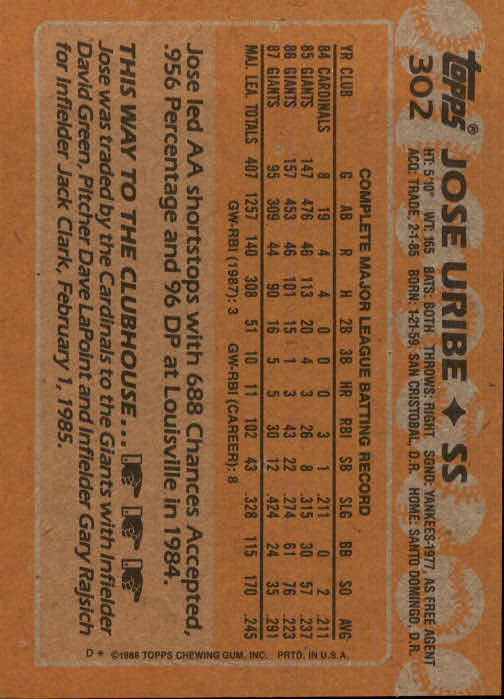 topps® JOSE URIBE ✦ SS
302 HT: 5'10" WT: 165 BATS: BOTH THROWS: RIGHT SGND: YANKEES-1977, AS FREE AGENT
ACQ: TRADE, 2-1-85 BORN: 1-21-59, SAN CRISTOBAL, D.R. HOME: SANTO DOMINGO, D.R.
COMPLETE MAJOR LEAGUE BATTING RECORD
YR CLUB G AB R H 2B 3B HR RBI SB SLG BB SO AVG
84 CARDINALS 8 19 4 4 0 0 0 3 1 .211 0 2 .211
85 GIANTS 147 476 46 113 20 4 3 26 8 .315 30 57 .237
86 GIANTS 157 453 46 101 15 1 3 43 22 .274 61 76 .223
87 GIANTS 95 309 44 90 16 5 5 30 12 .424 24 35 .291
MAJ. LEA. TOTALS 407 1257 140 308 51 10 11 102 43 .328 115 170 .245
GW-RBI (1987): 3 GW-RBI (CAREER): 8
Jose led AA shortstops with 688 Chances Accepted,
.956 Percentage and 96 DP at Louisville in 1984.
THIS WAY TO THE CLUBHOUSE...
Jose was traded by the Cardinals to the Giants with Infielder
David Green, Pitcher Dave LaPoint and Infielder Gary Rajsich
for Infielder Jack Clark, February 1, 1985.
D* ©1988 TOPPS CHEWING GUM, INC. PRTD. IN U.S.A.